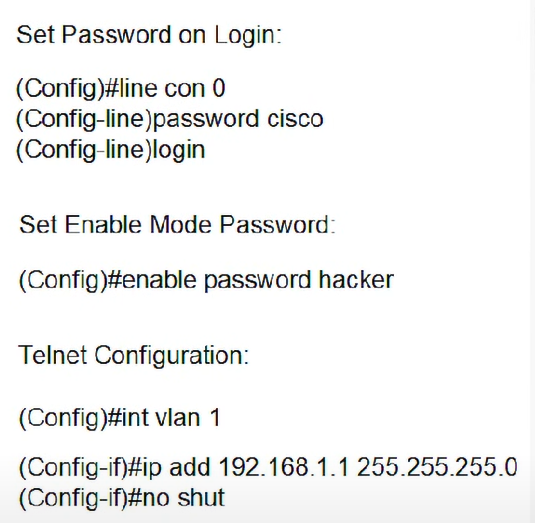 Set Password on Login:
(Config)#line con 0
(Config-line)password cisco
(Config-line)login
Set Enable Mode Password:
(Config)#enable password hacker
Telnet Configuration:
(Config)#int vlan 1
(Config-if)#ip add 192.168.1.1 255.255.255.0
(Config-if)#no shut